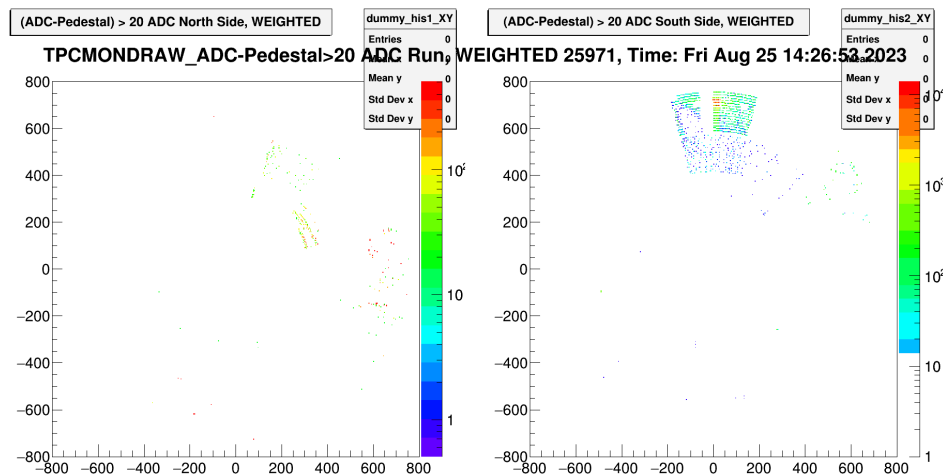 (ADC-Pedestal) > 20 ADC North Side, WEIGHTED
dummy_his1_XY
Entries 0
Mean y 0
Std Dev x 0
Std Dev y 0
(ADC-Pedestal) > 20 ADC South Side, WEIGHTED
dummy_his2_XY
Entries 0
Mean y 0
Std Dev x 0
Std Dev y 0
TPCMONDRAW_ADC-Pedestal>20 ADC Run, WEIGHTED 25971, Time: Fri Aug 25 14:26:53 2023
800
600
400
200
0
−200
−400
−600
−800
−800 −600 −400 −200 0 200 400 600 800
10²
10
1
800
600
400
200
0
−200
−400
−600
−800
−800 −600 −400 −200 0 200 400 600 800
10⁴
10³
10²
10
1